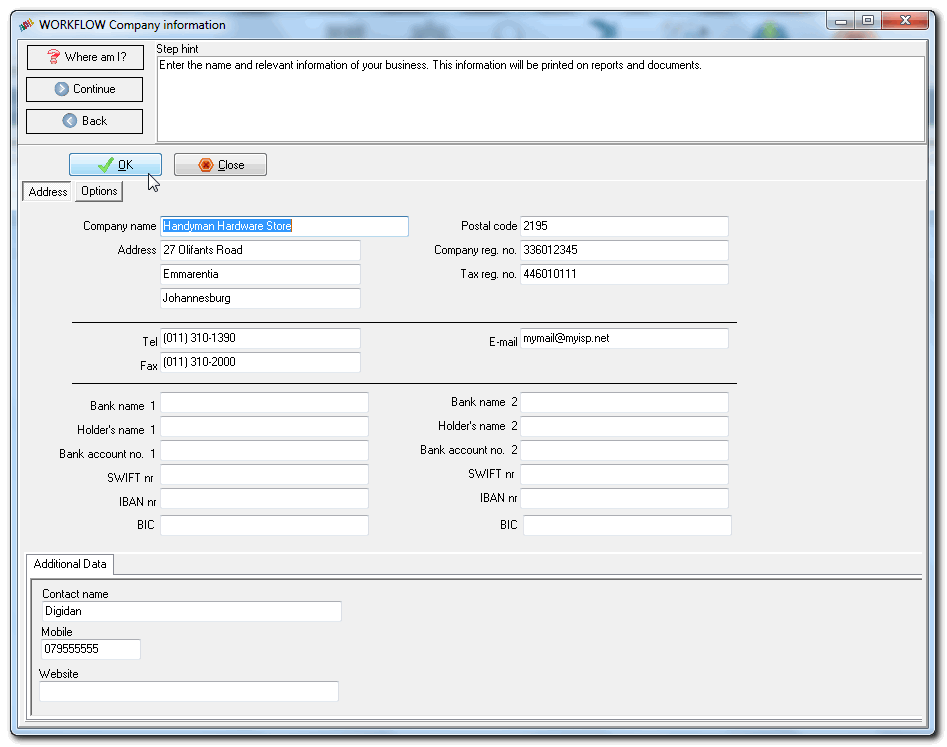 WORKFLOW Company information
Where am I?
Continue
Back
Step hint
Enter the name and relevant information of your business. This information will be printed on reports and documents.
OK
Close
Address
Options
Company name Handyman Hardware Store
Postal code 2195
Address 27 Olifants Road
Company reg. no. 336012345
Emmarentia
Tax reg. no. 446010111
Johannesburg
Tel (011) 310-1390
E-mail mymail@myisp.net
Fax (011) 310-2000
Bank name 1
Bank name 2
Holder's name 1
Holder's name 2
Bank account no. 1
Bank account no. 2
SWIFT nr
SWIFT nr
IBAN nr
IBAN nr
BIC
BIC
Additional Data
Contact name
Digidan
Mobile
079555555
Website